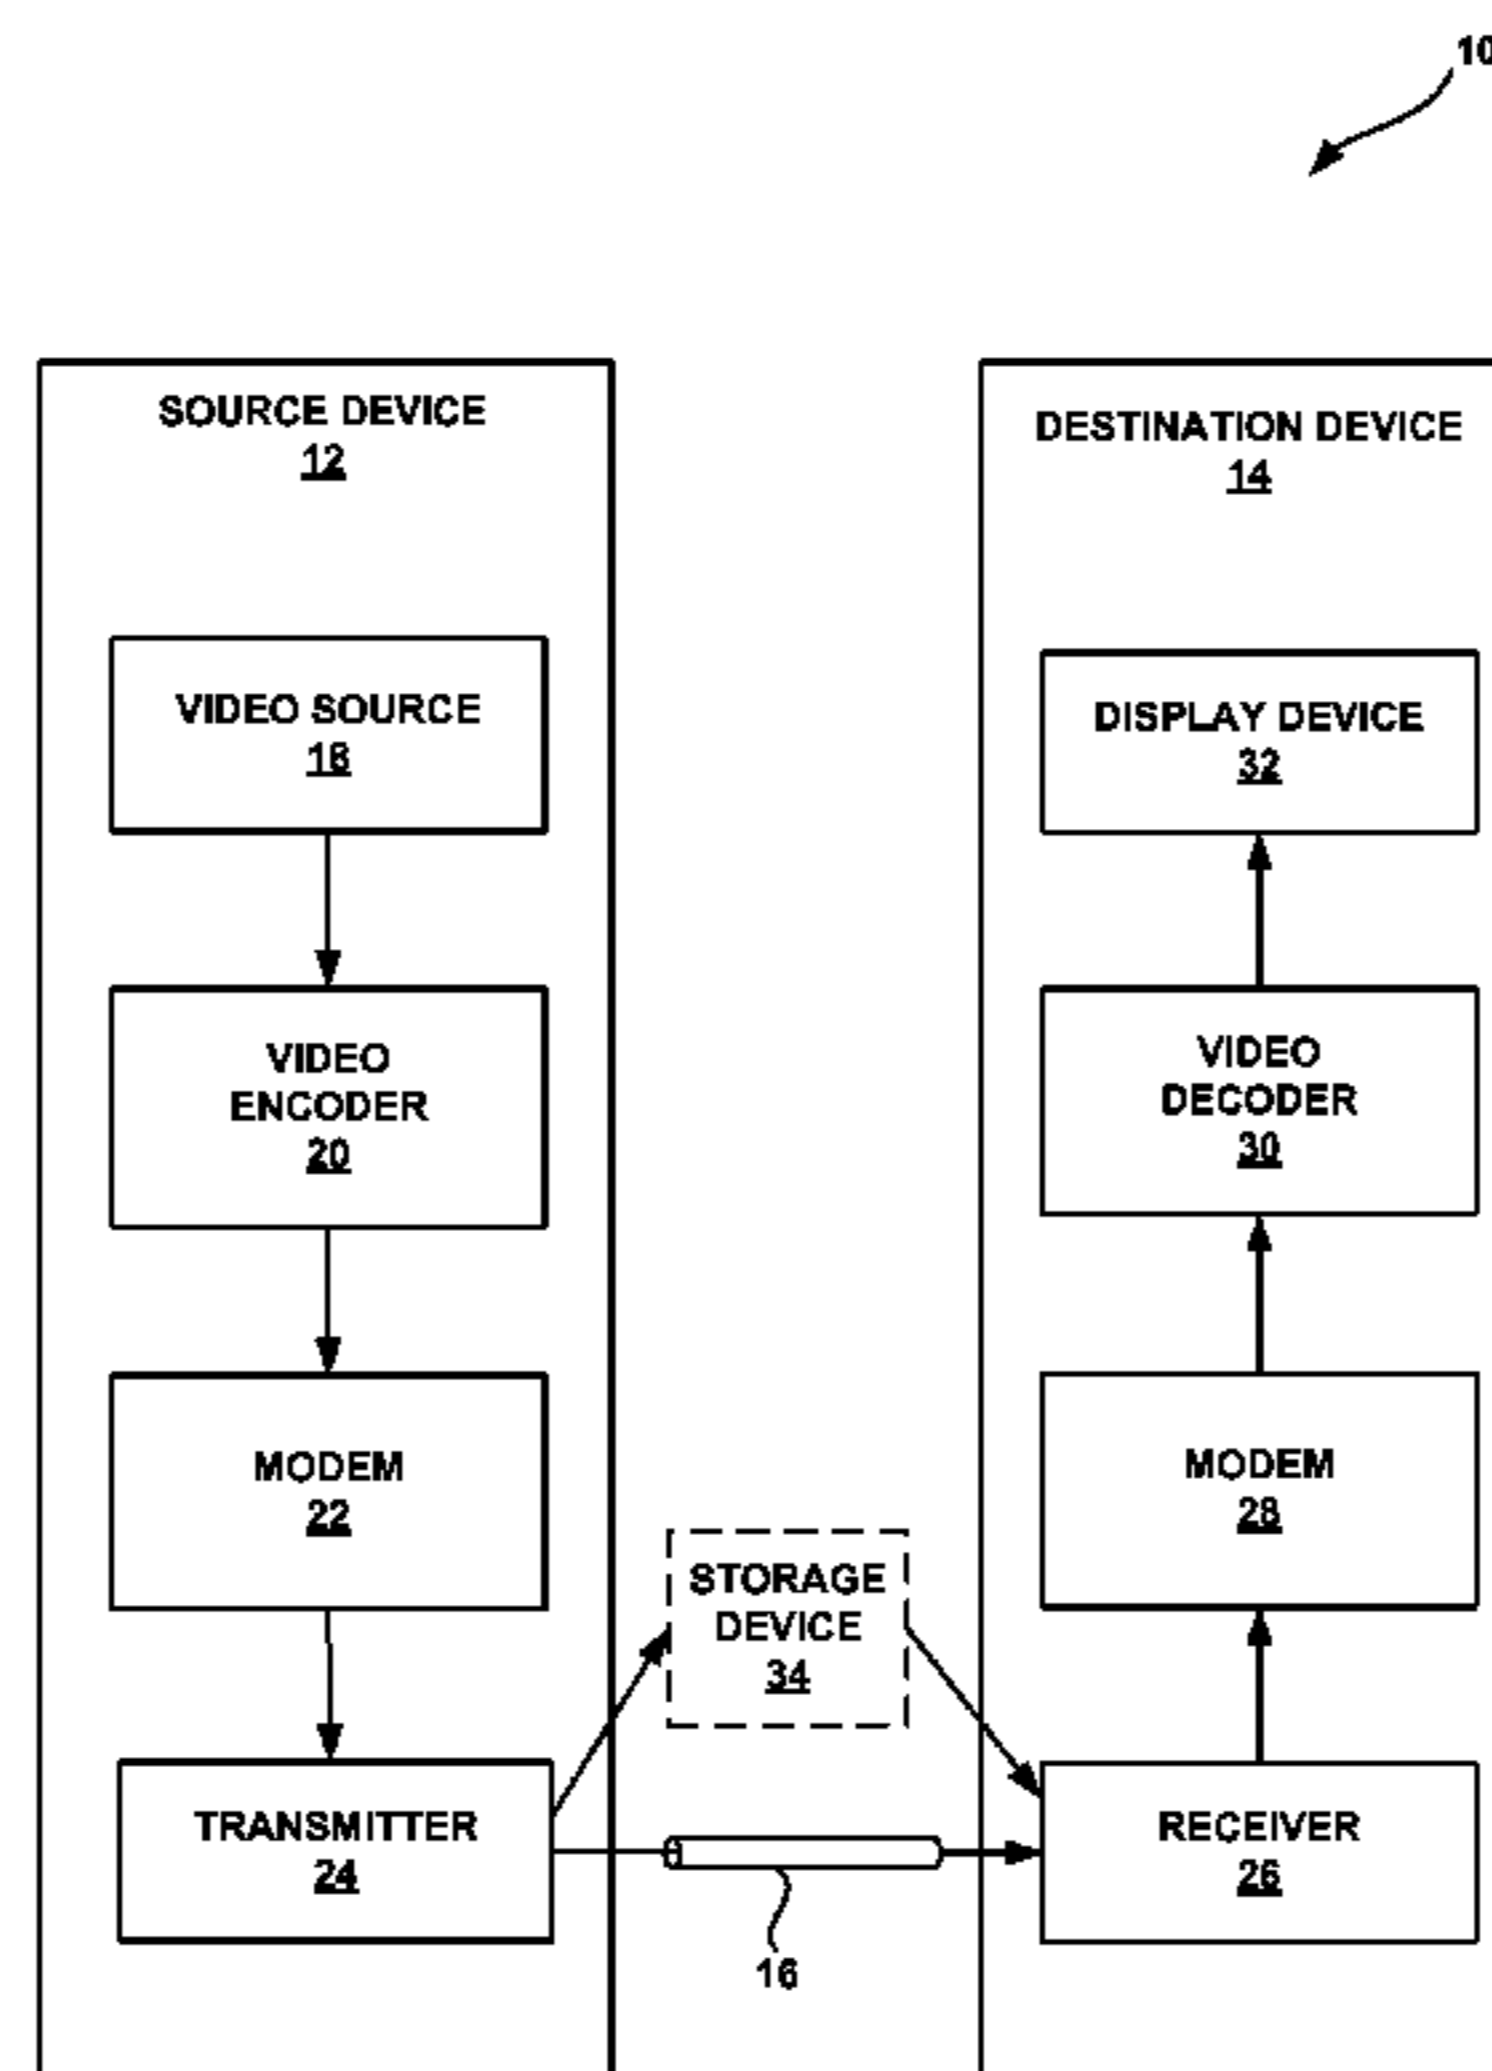 10
SOURCE DEVICE
12
VIDEO SOURCE
18
VIDEO
ENCODER
20
MODEM
22
TRANSMITTER
24
STORAGE
DEVICE
34
16
DESTINATION DEVICE
14
DISPLAY DEVICE
32
VIDEO
DECODER
30
MODEM
28
RECEIVER
26